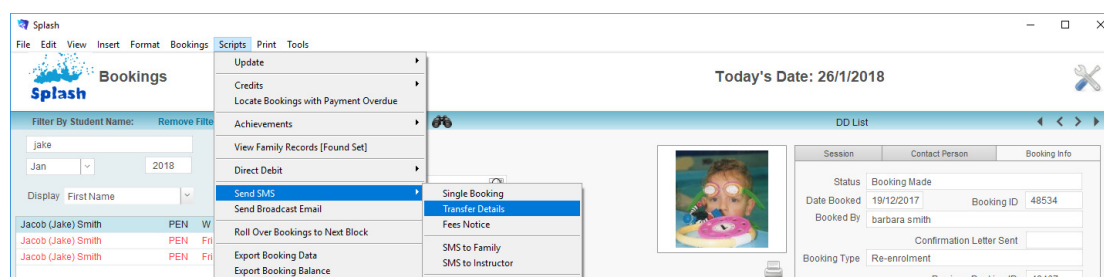 Splash
File Edit View Insert Format Bookings Scripts Print Tools
Splash
Bookings
Today's Date: 26/1/2018
Update
Credits
Locate Bookings with Payment Overdue
Achievements
View Family Records [Found Set]
Direct Debit
Send SMS
Send Broadcast Email
Roll Over Bookings to Next Block
Export Booking Data
Export Booking Balance
Single Booking
Transfer Details
Fees Notice
SMS to Family
SMS to Instructor
Filter By Student Name: Remove Filte
jake
Jan 2018
Display First Name
Jacob (Jake) Smith PEN W
Jacob (Jake) Smith PEN Fri
Jacob (Jake) Smith PEN Fri
DD List
Session Contact Person Booking Info
Status Booking Made
Date Booked 19/12/2017 Booking ID 48534
Booked By barbara smith
Confirmation Letter Sent
Booking Type Re-enrolment